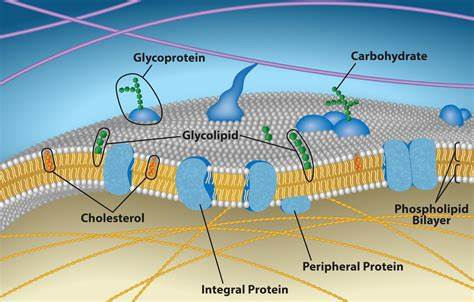 Glycoprotein
Carbohydrate
Glycolipid
Cholesterol
Phospholipid
Bilayer
Peripheral Protein
Integral Protein